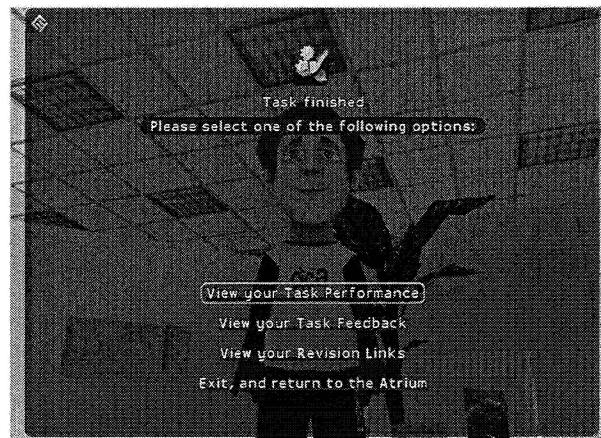 Task finished
Please select one of the following options:
View your Task Performance
View your Task Feedback
View your Revision Links
Exit, and return to the Atrium